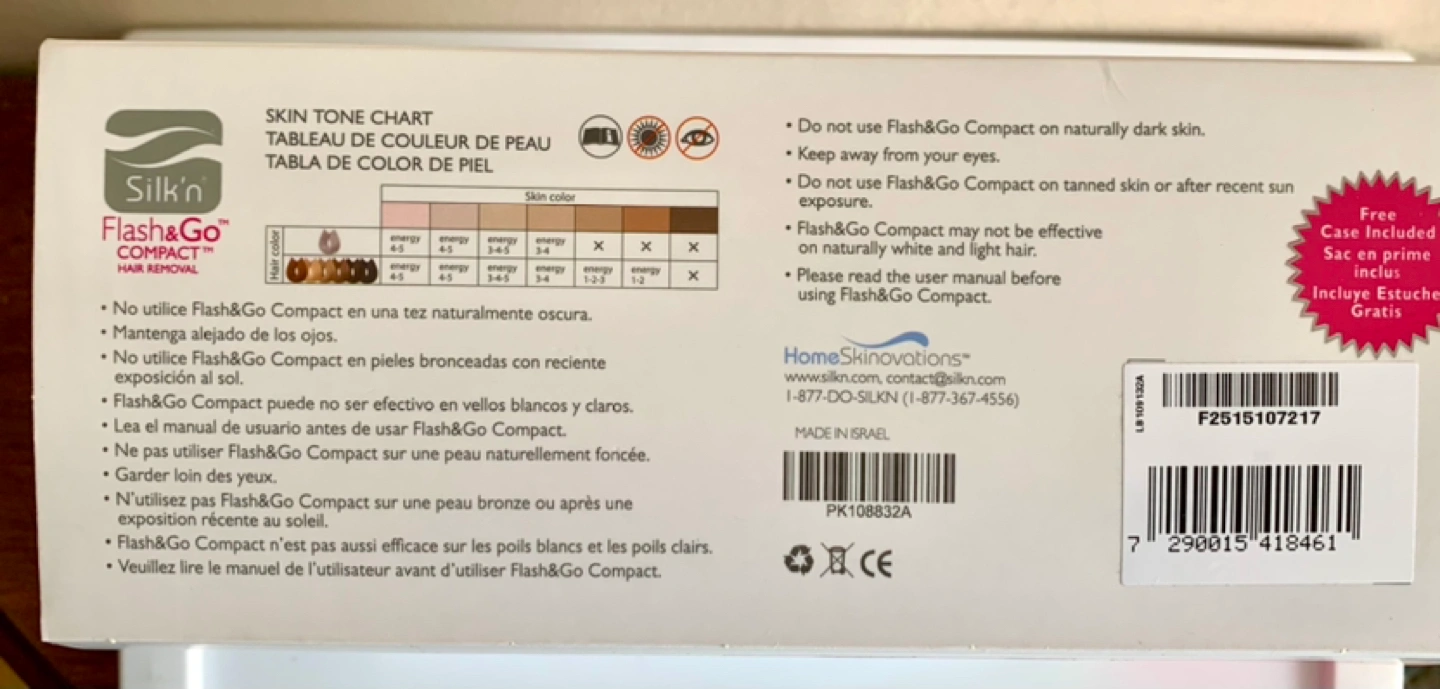 Silk'n
Flash&Go™
COMPACT™
HAIR REMOVAL
SKIN TONE CHART
TABLEAU DE COULEUR DE PEAU
TABLA DE COLOR DE PIEL
Skin color
Hair color
energy 4-5 energy 4-5 energy 3-4-5 energy 3-4 X X X
energy 4-5 energy 4-5 energy 3-4-5 energy 3-4 energy 1-2-3 energy 1-2 X
• No utilice Flash&Go Compact en una tez naturalmente oscura.
• Mantenga alejado de los ojos.
• No utilice Flash&Go Compact en pieles bronceadas con reciente
exposición al sol.
• Flash&Go Compact puede no ser efectivo en vellos blancos y claros.
• Lea el manual de usuario antes de usar Flash&Go Compact.
• Ne pas utiliser Flash&Go Compact sur une peau naturellement foncée.
• Garder loin des yeux.
• N'utilisez pas Flash&Go Compact sur une peau bronze ou après une
exposition récente au soleil.
• Flash&Go Compact n'est pas aussi efficace sur les poils blancs et les poils clairs.
• Veuillez lire le manuel de l'utilisateur avant d'utiliser Flash&Go Compact.
• Do not use Flash&Go Compact on naturally dark skin.
• Keep away from your eyes.
• Do not use Flash&Go Compact on tanned skin or after recent sun
exposure.
• Flash&Go Compact may not be effective
on naturally white and light hair.
• Please read the user manual before
using Flash&Go Compact.
HomeSkinovations™
www.silkn.com, contact@silkn.com
1-877-DO-SILKN (1-877-367-4556)
MADE IN ISRAEL
PK108832A
CE
Free
Case Included
Sac en prime
inclus
Incluye Estuche
Gratis
LB109132A
F2515107217
7 290015 418461